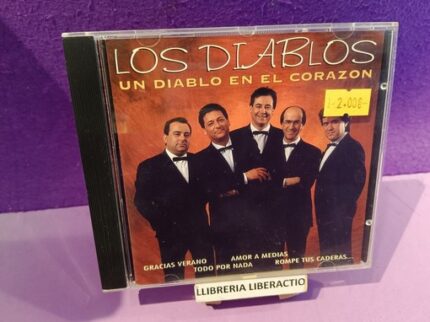 LOS DIABLOS
UN DIABLO EN EL CORAZON
2.00€
GRACIAS VERANO
AMOR A MEDIAS
TODO POR NADA
ROMPE TUS CADERAS...
LLIBRERIA LIBERACTIO